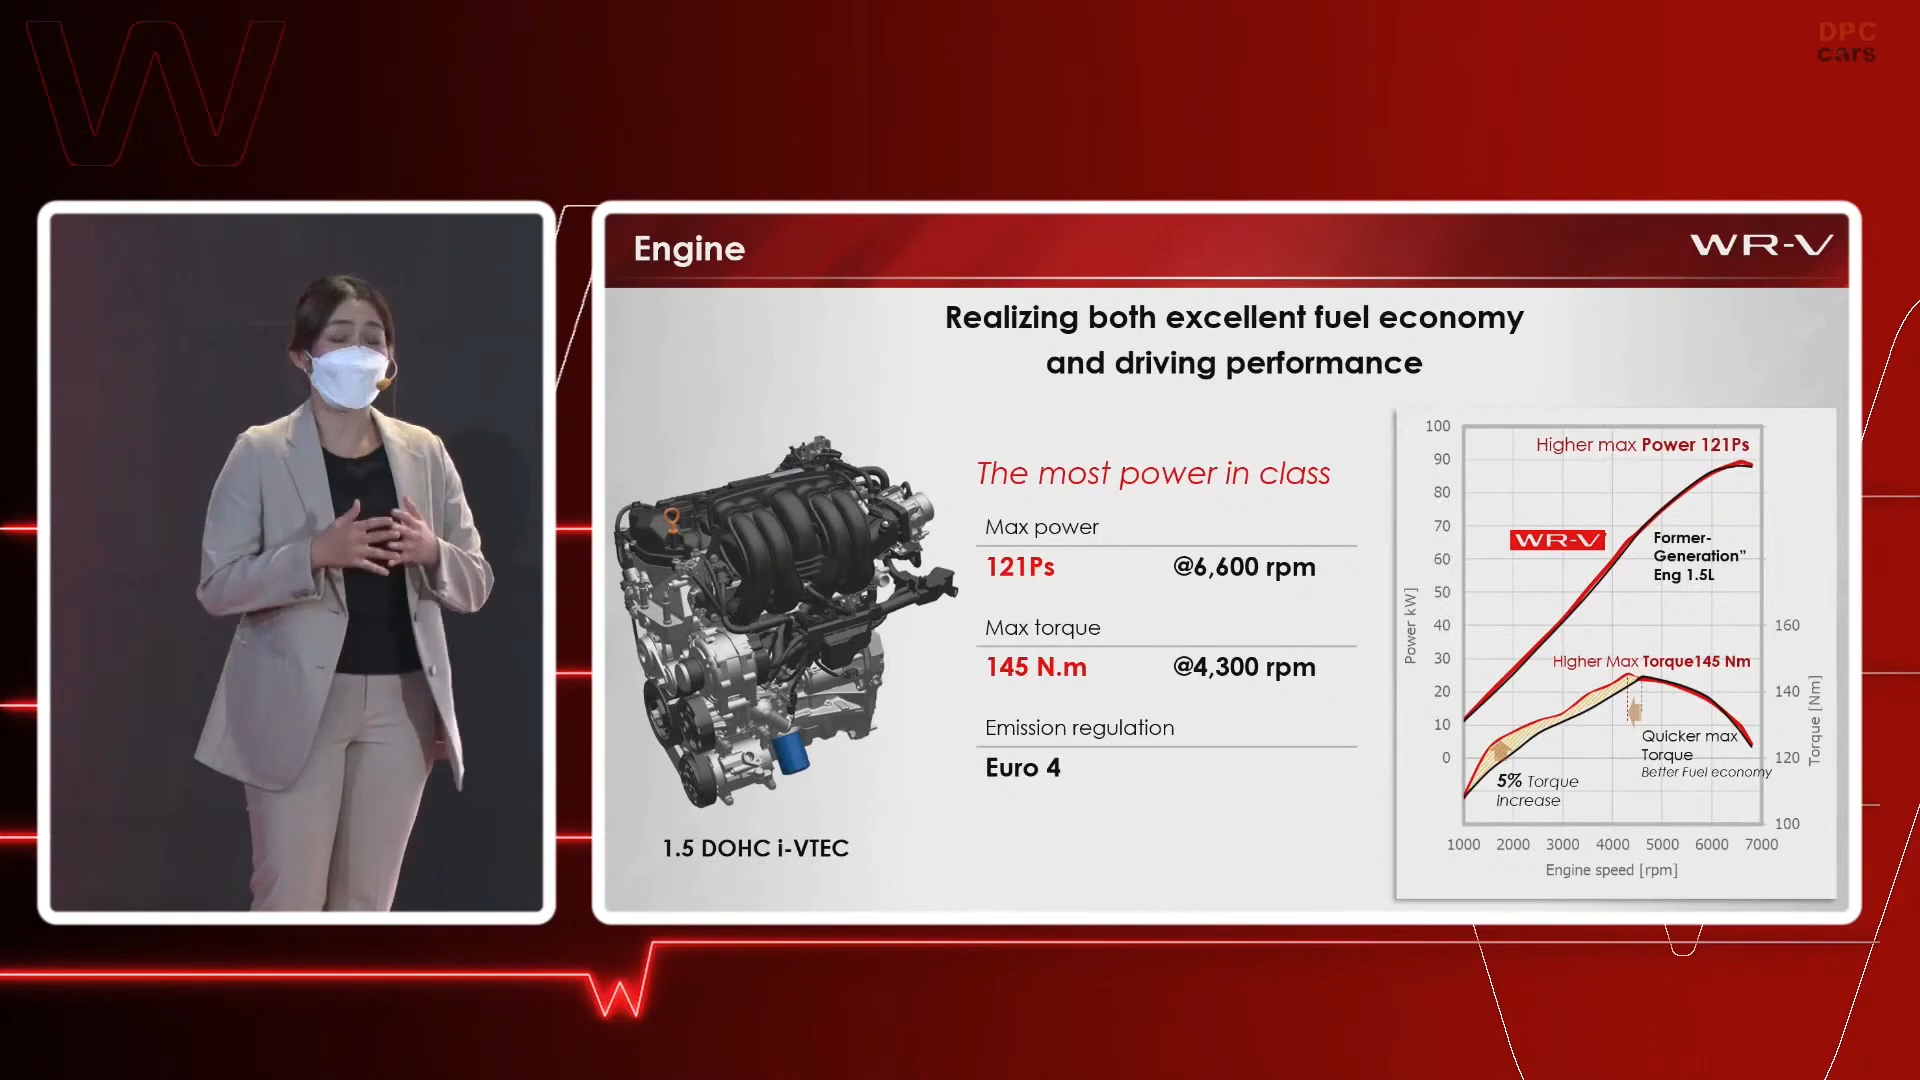 W
DPC
cars
Engine
WR-V
Realizing both excellent fuel economy
and driving performance
The most power in class
Max power
121Ps @6,600 rpm
Max torque
145 N.m @4,300 rpm
Emission regulation
Euro 4
1.5 DOHC i-VTEC
100
90
80
70
60
50
40
30
20
10
0
Power kW]
Higher max Power 121Ps
WR-V
Former-
Generation"
Eng 1.5L
Higher Max Torque145 Nm
Quicker max
Torque
Better Fuel economy
5% Torque
Increase
160
140
120
100
Torque [Nm]
1000 2000 3000 4000 5000 6000 7000
Engine speed [rpm]
W